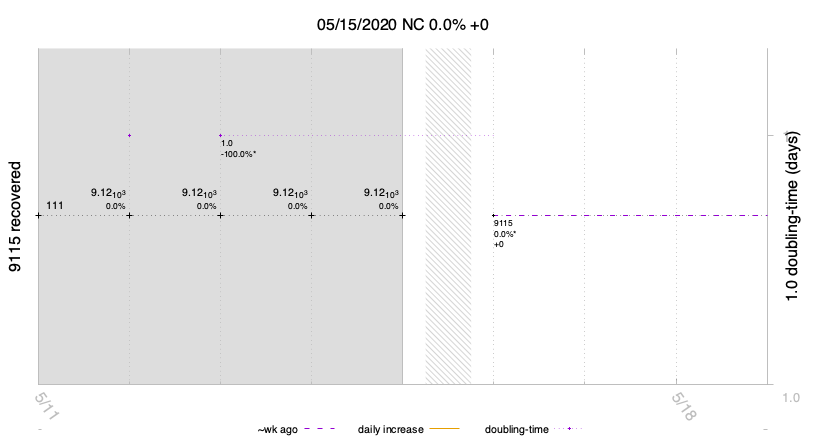 05/15/2020 NC 0.0% +0
1.0
-100.0%*
111
9.12₁₀3
0.0%
9.12₁₀3
0.0%
9.12₁₀3
0.0%
9.12₁₀3
0.0%
9115
0.0%*
+0
9115 recovered
1.0 doubling-time (days)
5/11
5/18
1.0
~wk ago
daily increase
doubling-time